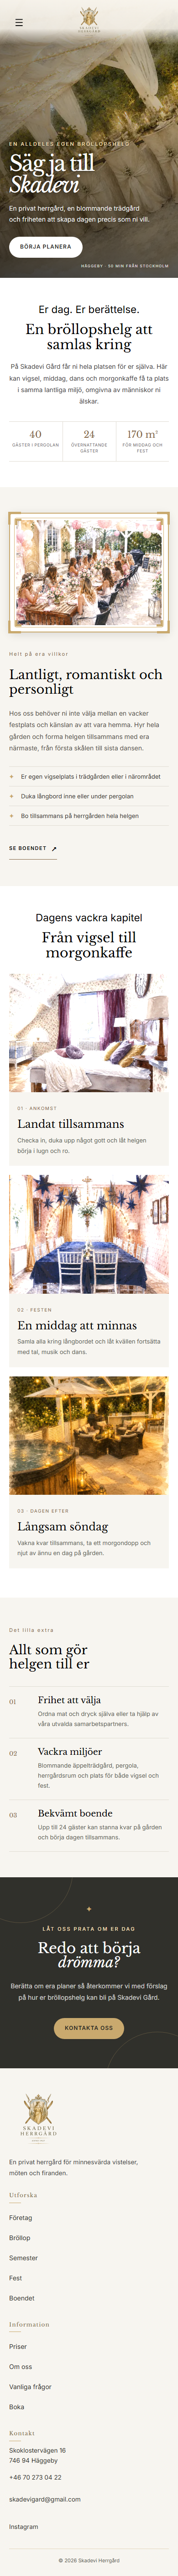 ☰
SKADEVI
HERRGÅRD
EN ALLDELES EGEN BRÖLLOPSHELG
Säg ja till
Skadevi
En privat herrgård, en blommande trädgård
och friheten att skapa dagen precis som ni vill.
BÖRJA PLANERA
HÄGGEBY · 50 MIN FRÅN STOCKHOLM
Er dag. Er berättelse.
En bröllopshelg att
samlas kring
På Skadevi Gård får ni hela platsen för er själva. Här
kan vigsel, middag, dans och morgonkaffe få ta plats
i samma lantliga miljö, omgivna av människor ni
älskar.
40
GÄSTER I PERGOLAN
24
ÖVERNATTANDE
GÄSTER
170 m²
FÖR MIDDAG OCH
FEST
Helt på era villkor
Lantligt, romantiskt och
personligt
Hos oss behöver ni inte välja mellan en vacker
festplats och känslan av att vara hemma. Hyr hela
gården och forma helgen tillsammans med era
närmaste, från första skålen till sista dansen.
Er egen vigselplats i trädgården eller i närområdet
Duka långbord inne eller under pergolan
Bo tillsammans på herrgården hela helgen
SE BOENDET ↗
Dagens vackra kapitel
Från vigsel till
morgonkaffe
01 · ANKOMST
Landat tillsammans
Checka in, duka upp något gott och låt helgen
börja i lugn och ro.
02 · FESTEN
En middag att minnas
Samla alla kring långbordet och låt kvällen fortsätta
med tal, musik och dans.
03 · DAGEN EFTER
Långsam söndag
Vakna kvar tillsammans, ta ett morgondopp och
njut av ännu en dag på gården.
Det lilla extra
Allt som gör
helgen till er
01
Frihet att välja
Ordna mat och dryck själva eller ta hjälp av
våra utvalda samarbetspartners.
02
Vackra miljöer
Blommande äppelträdgård, pergola,
herrgårdsrum och plats för både vigsel och
fest.
03
Bekvämt boende
Upp till 24 gäster kan stanna kvar på gården
och börja dagen tillsammans.
LÅT OSS PRATA OM ER DAG
Redo att börja
drömma?
Berätta om era planer så återkommer vi med förslag
på hur er bröllopshelg kan bli på Skadevi Gård.
KONTAKTA OSS
SKADEVI
HERRGÅRD
En privat herrgård för minnesvärda vistelser,
möten och firanden.
Utforska
Företag
Bröllop
Semester
Fest
Boendet
Information
Priser
Om oss
Vanliga frågor
Boka
Kontakt
Skoklostervägen 16
746 94 Häggeby
+46 70 273 04 22
skadevigard@gmail.com
Instagram
© 2026 Skadevi Herrgård